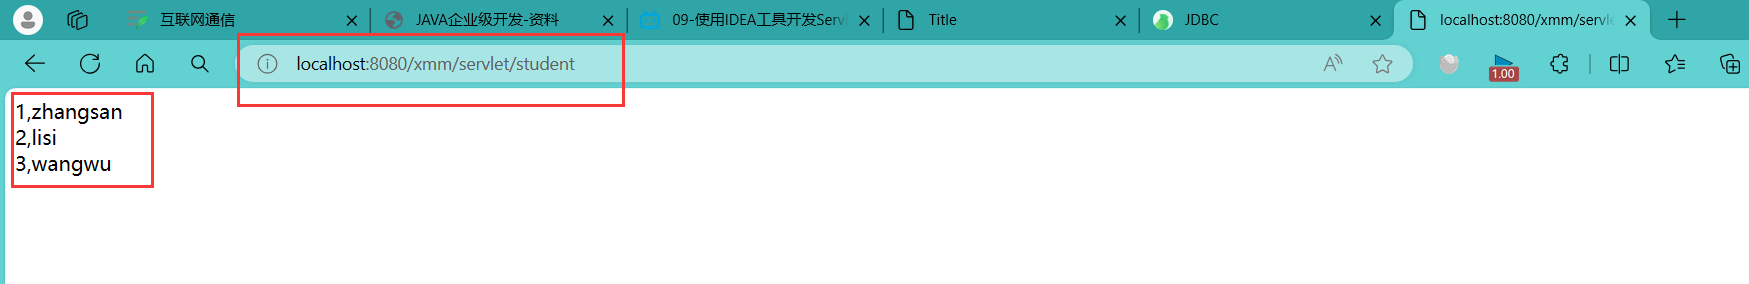 互联网通信
JAVA企业级开发-资料
09-使用IDEA工具开发Serv
Title
JDBC
localhost:8080/xmm/servle
localhost:8080/xmm/servlet/student
A
1.00
1,zhangsan
2,lisi
3,wangwu